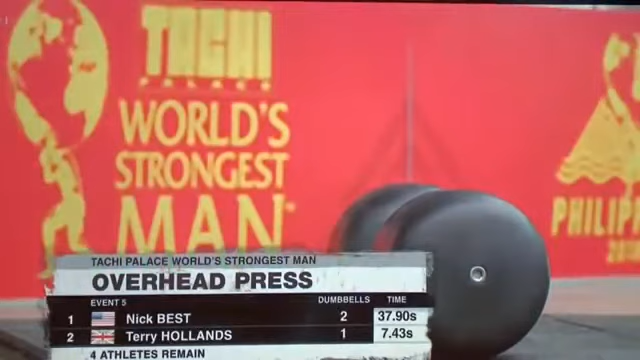 TACHI
PALACE
WORLD'S
STRONGEST
MAN
PHILIPP
TACHI PALACE WORLD'S STRONGEST MAN
OVERHEAD PRESS
EVENT 5 DUMBBELLS TIME
1 Nick BEST 2 37.90s
2 Terry HOLLANDS 1 7.43s
4 ATHLETES REMAIN